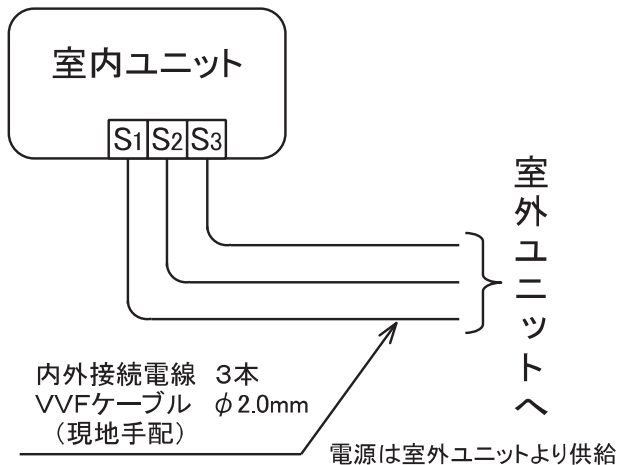 室内ユニット
S1 S2 S3
室外ユニットへ
内外接続電線 3本
VVFケーブル φ2.0mm
(現地手配)
電源は室外ユニットより供給